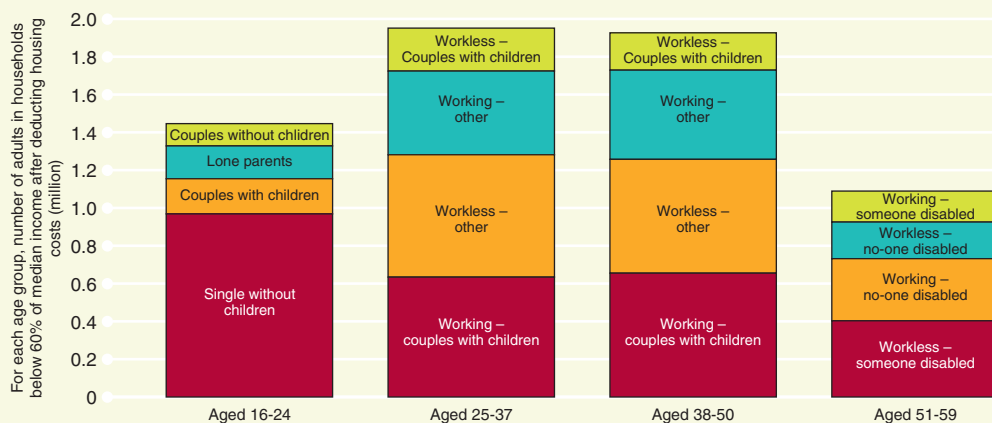 For each age group, number of adults in households
below 60% of median income after deducting housing
costs (million)
2.0
1.8
1.6
1.4
1.2
1.0
0.8
0.6
0.4
0.2
0
Couples without chlidren
Lone parents
Couples with children
Single without
children
Workless –
Couples with children
Working –
other
Workless –
other
Working –
couples with children
Workless –
Couples with children
Working –
other
Workless –
other
Working –
couples with children
Working –
someone disabled
Workless –
no-one disabled
Working –
no-one disabled
Workless –
someone disabled
Aged 16-24
Aged 25-37
Aged 38-50
Aged 51-59